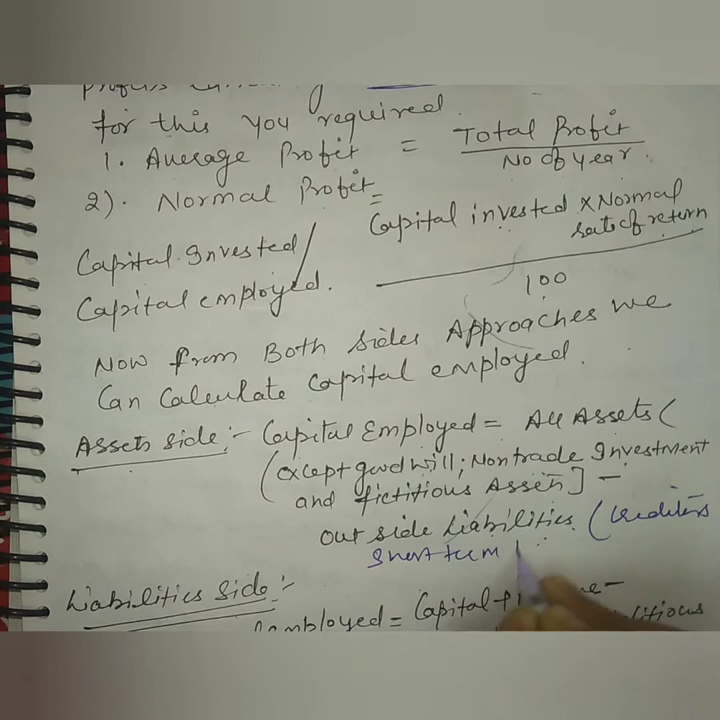 for this you required
1. Average Profit = Total Profit
No of year.
2). Normal Profit =
Capital invested × Normal
rate of return
100
Capital Invested/
Capital employed.
Now from Both sides Approaches we
Can Calculate Capital employed.
Assets side:- Capital Employed = All Assets (
(except goodwill; Non trade Investment
and fictitious Assets] -
out side liabilities (Creditors
short term
Liabilities side:-
= Capital +